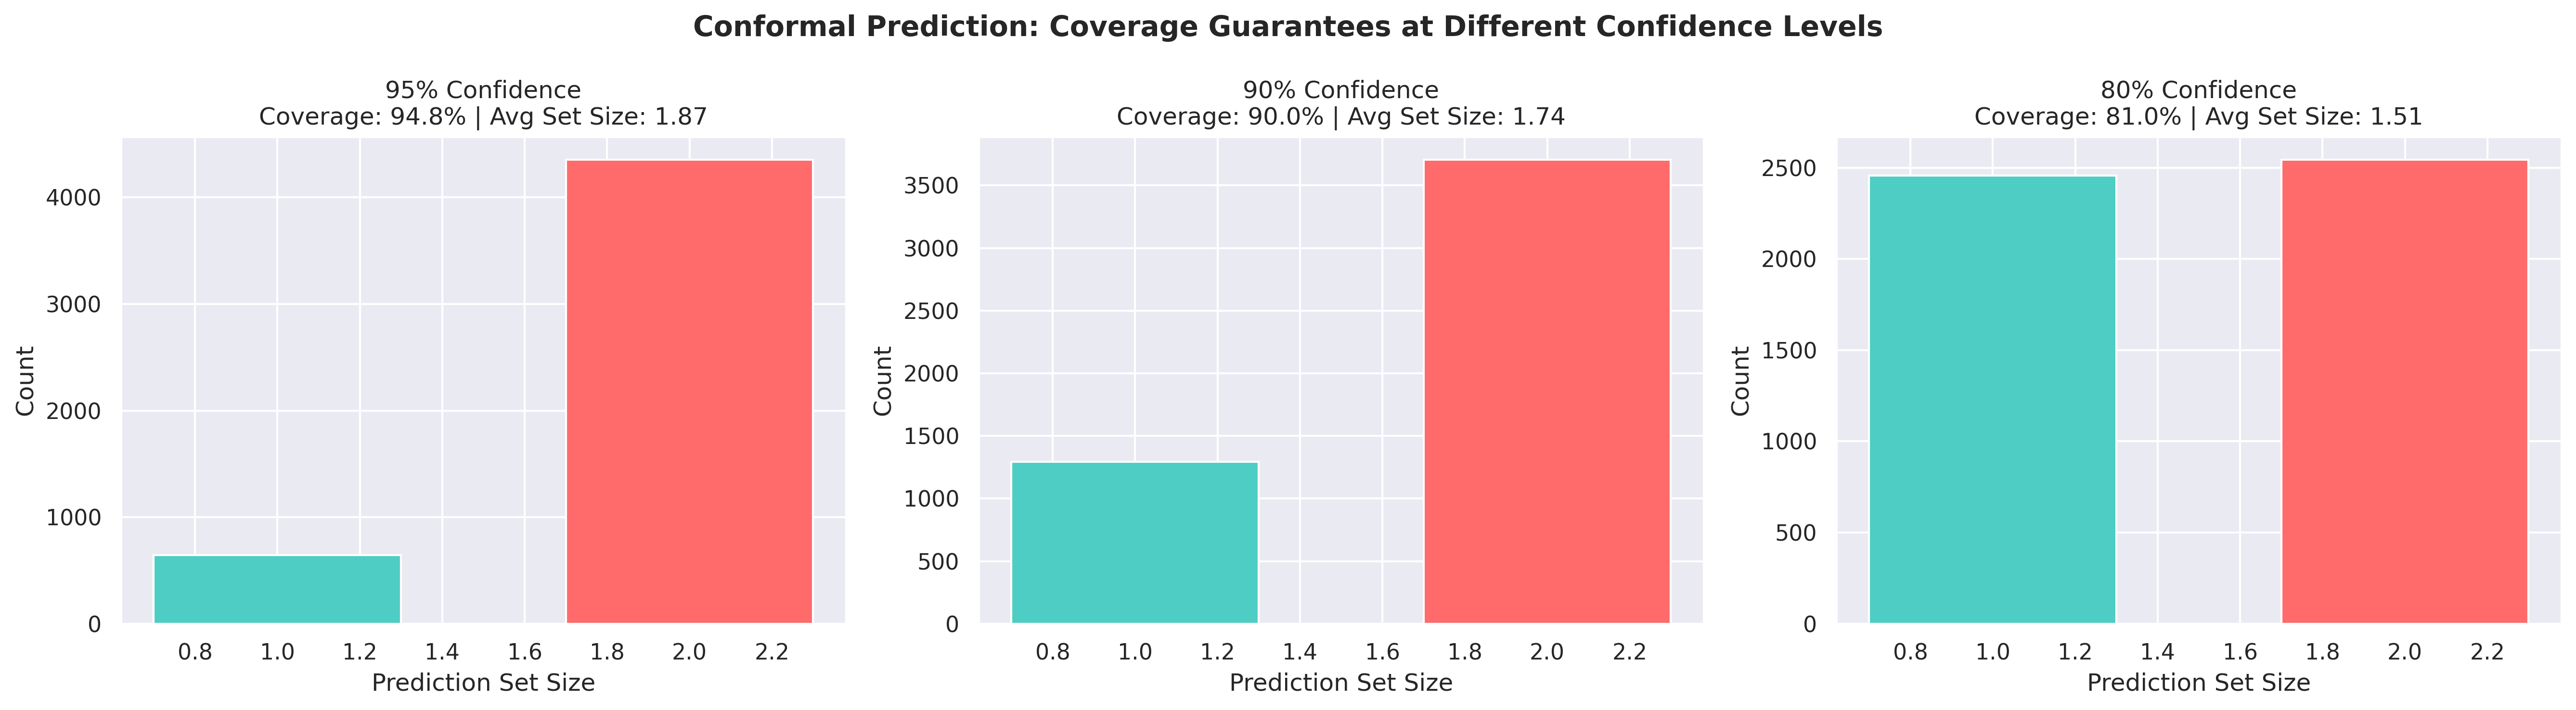 Conformal Prediction: Coverage Guarantees at Different Confidence Levels
95% Confidence
Coverage: 94.8% | Avg Set Size: 1.87
Count
4000
3000
2000
1000
0
0.8 1.0 1.2 1.4 1.6 1.8 2.0 2.2
Prediction Set Size
90% Confidence
Coverage: 90.0% | Avg Set Size: 1.74
Count
3500
3000
2500
2000
1500
1000
500
0
0.8 1.0 1.2 1.4 1.6 1.8 2.0 2.2
Prediction Set Size
80% Confidence
Coverage: 81.0% | Avg Set Size: 1.51
Count
2500
2000
1500
1000
500
0
0.8 1.0 1.2 1.4 1.6 1.8 2.0 2.2
Prediction Set Size